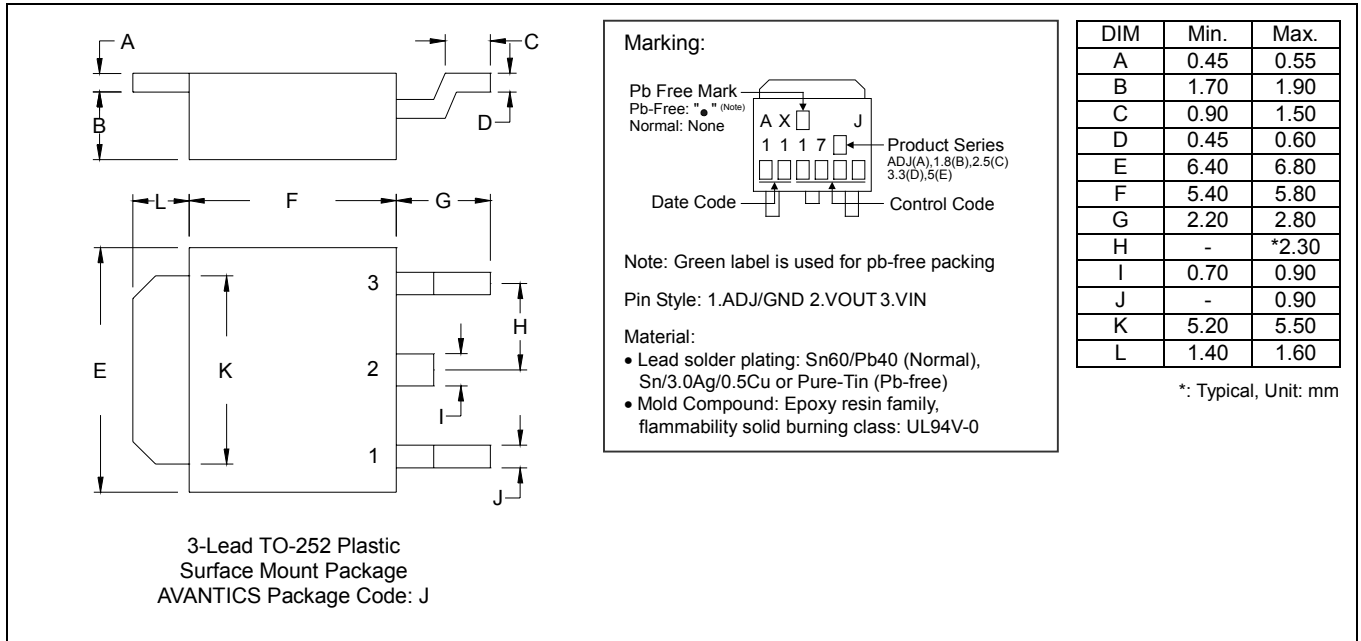 A
C
B
D
L
F
G
3
H
E
K
2
I
1
J
3-Lead TO-252 Plastic
Surface Mount Package
AVANTICS Package Code: J
Marking:
Pb Free Mark
Pb-Free: "●" (Note)
Normal: None
A X J
1 1 1 7
Product Series
ADJ(A),1.8(B),2.5(C)
3.3(D),5(E)
Date Code
Control Code
Note: Green label is used for pb-free packing
Pin Style: 1.ADJ/GND 2.VOUT 3.VIN
Material:
• Lead solder plating: Sn60/Pb40 (Normal),
Sn/3.0Ag/0.5Cu or Pure-Tin (Pb-free)
• Mold Compound: Epoxy resin family,
flammability solid burning class: UL94V-0
DIM Min. Max.
A 0.45 0.55
B 1.70 1.90
C 0.90 1.50
D 0.45 0.60
E 6.40 6.80
F 5.40 5.80
G 2.20 2.80
H - *2.30
I 0.70 0.90
J - 0.90
K 5.20 5.50
L 1.40 1.60
*: Typical, Unit: mm